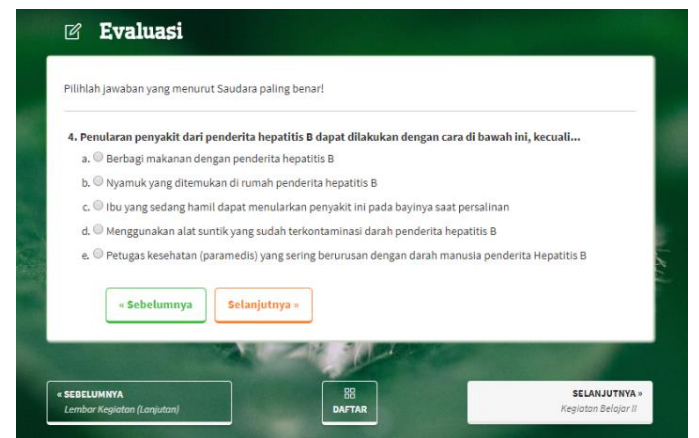 Evaluasi
Pilihlah jawaban yang menurut Saudara paling benar!
4. Penularan penyakit dari penderita hepatitis B dapat dilakukan dengan cara di bawah ini, kecuali...
a. Berbagi makanan dengan penderita hepatitis B
b. Nyamuk yang ditemukan di rumah penderita hepatitis B
c. Ibu yang sedang hamil dapat menularkan penyakit ini pada bayinya saat persalinan
d. Menggunakan alat suntik yang sudah terkontaminasi darah penderita hepatitis B
e. Petugas kesehatan (paramedis) yang sering berurusan dengan darah manusia penderita Hepatitis B
« Sebelumnya
Selanjutnya »
« SEBELUMNYA
Lembar Kegiatan (Lanjutan)
DAFTAR
SELANJUTNYA »
Kegiatan Belajar II